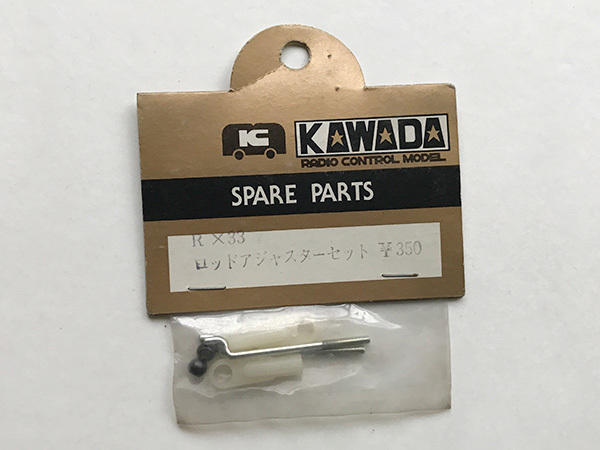 K
KAWADA
RADIO CONTROL MODEL
SPARE PARTS
R×33
ロッドアジャスターセット ¥350